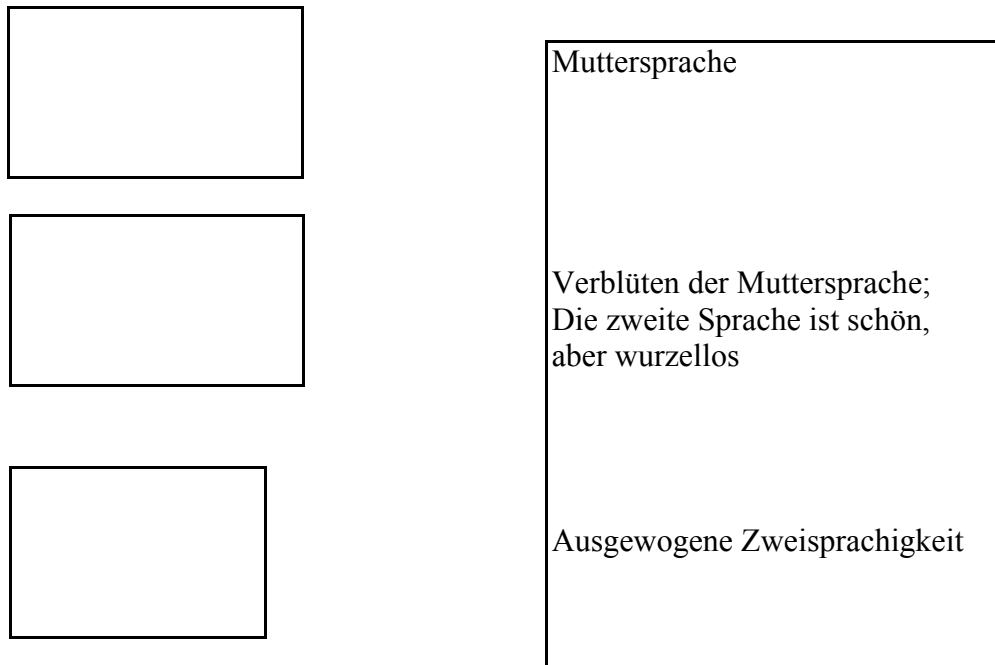 Muttersprache
Verblüten der Muttersprache;
Die zweite Sprache ist schön,
aber wurzellos
Ausgewogene Zweisprachigkeit